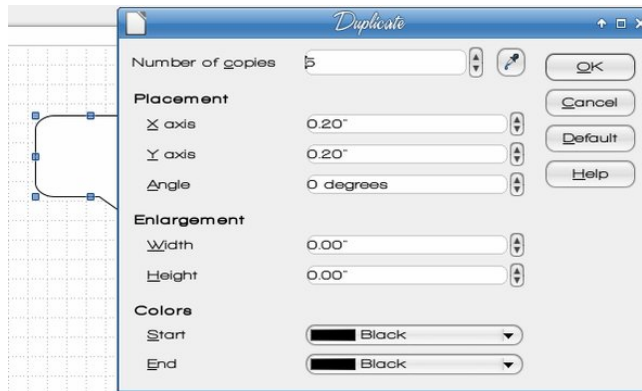 Duplicate
Number of copies 5
OK
Placement
Cancel
X axis 0.20"
Y axis 0.20"
Default
Angle 0 degrees
Help
Enlargement
Width 0.00"
Height 0.00"
Colors
Start Black
End Black